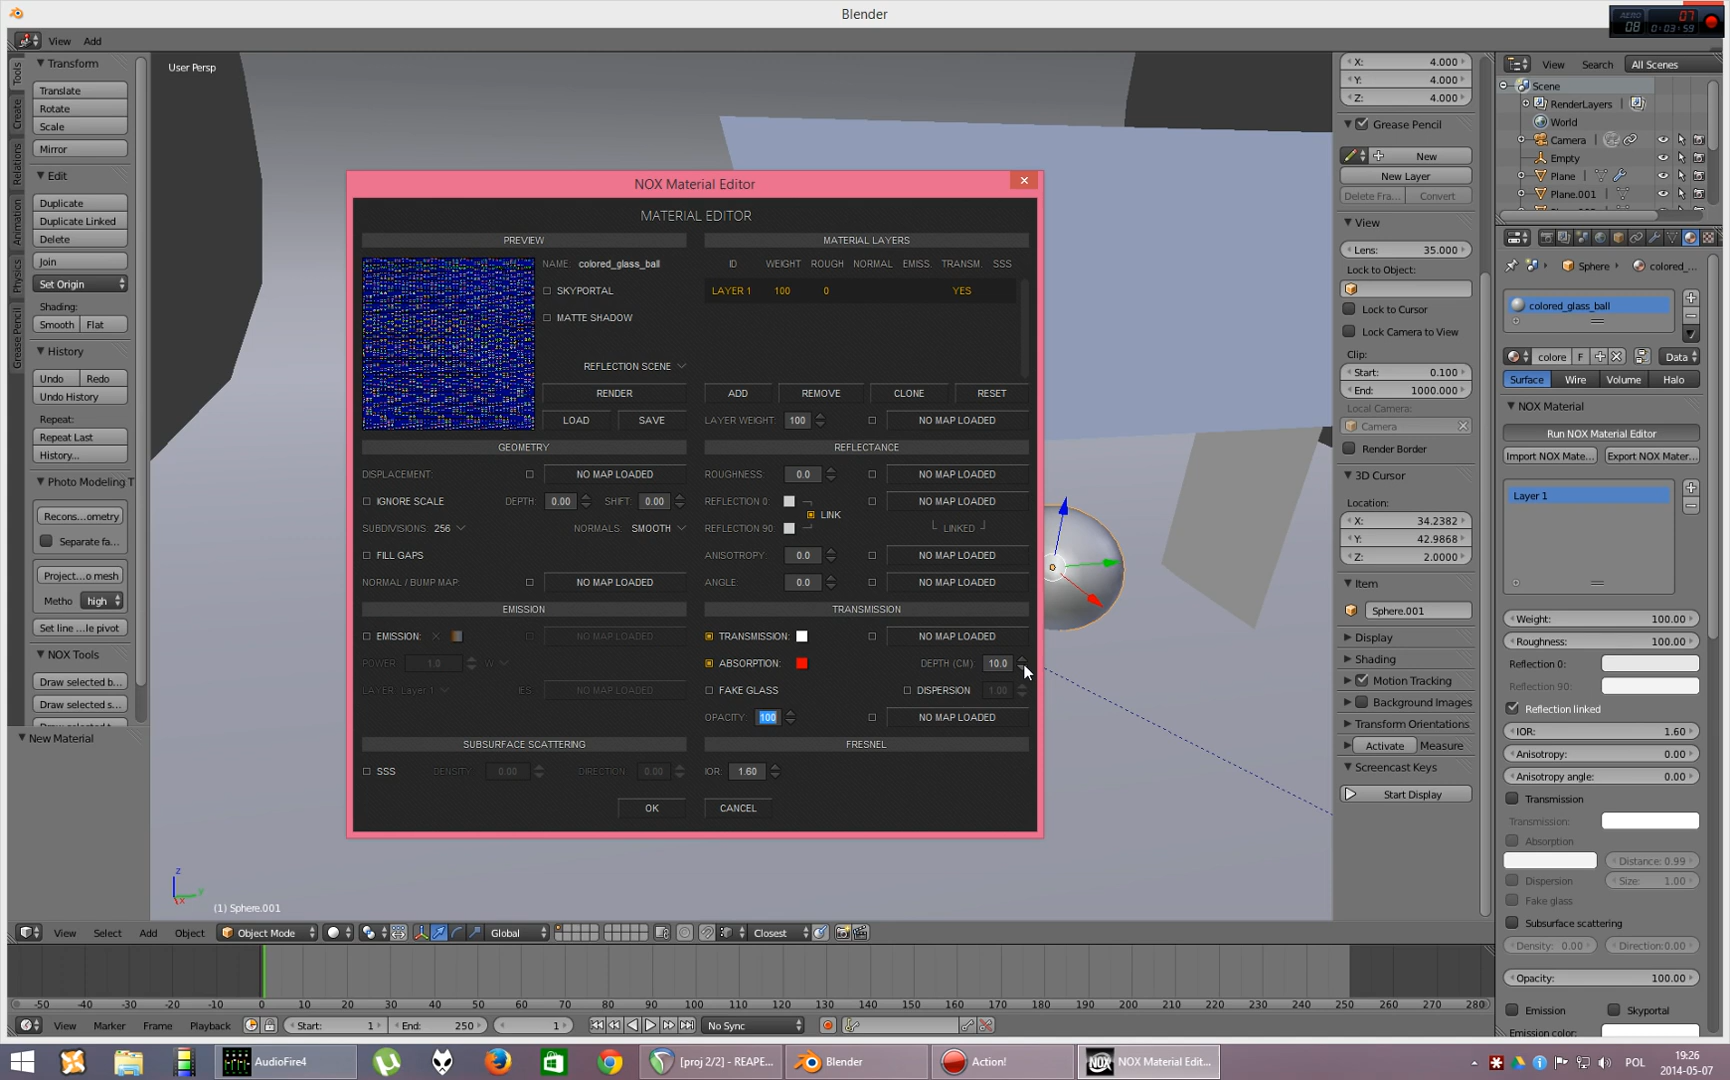 Blender
AERO
08
07
0:03:59
View Add
Tools
Create
Relations
Animation
Physics
Grease Pencil
Transform
Translate
Rotate
Scale
Mirror
Edit
Duplicate
Duplicate Linked
Delete
Join
Set Origin
Shading:
Smooth Flat
History
Undo Redo
Undo History
Repeat:
Repeat Last
History...
Photo Modeling T
Recons...ometry
Separate fa...
Project...o mesh
Metho high
Set line ...le pivot
NOX Tools
Draw selected b...
Draw selected s...
New Material
User Persp
NOX Material Editor
MATERIAL EDITOR
PREVIEW
NAME: colored_glass_ball
SKYPORTAL
MATTE SHADOW
REFLECTION SCENE
RENDER
LOAD SAVE
MATERIAL LAYERS
ID WEIGHT ROUGH NORMAL EMISS. TRANSM. SSS
LAYER 1 100 0 YES
ADD REMOVE CLONE RESET
LAYER WEIGHT: 100 NO MAP LOADED
GEOMETRY
DISPLACEMENT: NO MAP LOADED
IGNORE SCALE DEPTH: 0.00 SHIFT: 0.00
SUBDIVISIONS: 256 NORMALS: SMOOTH
FILL GAPS
NORMAL / BUMP MAP: NO MAP LOADED
REFLECTANCE
ROUGHNESS: 0.0 NO MAP LOADED
REFLECTION 0: NO MAP LOADED
LINK
REFLECTION 90: LINKED
ANISOTROPY: 0.0 NO MAP LOADED
ANGLE 0.0 NO MAP LOADED
EMISSION
EMISSION: NO MAP LOADED
POWER: 1.0 W
LAYER: Layer 1 IES NO MAP LOADED
TRANSMISSION
TRANSMISSION: NO MAP LOADED
ABSORPTION: DEPTH (CM) 10.0
FAKE GLASS DISPERSION 1.00
OPACITY: 100 NO MAP LOADED
SUBSURFACE SCATTERING
SSS DENSITY: 0.00 DIRECTION: 0.00
FRESNEL
IOR: 1.60
OK CANCEL
z
y
x
(1) Sphere.001
X: 4.000
Y: 4.000
Z: 4.000
Grease Pencil
New
New Layer
Delete Fra... Convert
View
Lens: 35.000
Lock to Object:
Lock to Cursor
Lock Camera to View
Clip:
Start: 0.100
End: 1000.000
Local Camera:
Camera
Render Border
3D Cursor
Location:
X: 34.2382
Y: 42.9868
Z: 2.0000
Item
Sphere.001
Display
Shading
Motion Tracking
Background Images
Transform Orientations
Activate Measure
Screencast Keys
Start Display
View Search All Scenes
Scene
RenderLayers
World
Camera
Empty
Plane
Plane.001
Sphere colored_...
colored_glass_ball
colore F Data
Surface Wire Volume Halo
NOX Material
Run NOX Material Editor
Import NOX Mate... Export NOX Mater...
Layer 1
Weight: 100.00
Roughness: 100.00
Reflection 0:
Reflection 90:
Reflection linked
IOR: 1.60
Anisotropy: 0.00
Anisotropy angle: 0.00
Transmission
Transmission:
Absorption
Distance: 0.99
Dispersion Size: 1.00
Fake glass
Subsurface scattering
Density: 0.00 Direction: 0.00
Opacity: 100.00
Emission Skyportal
Emission color:
View Select Add Object Object Mode Global Closest
-50 -40 -30 -20 -10 0 10 20 30 40 50 60 70 80 90 100 110 120 130 140 150 160 170 180 190 200 210 220 230 240 250 260 270 280
View Marker Frame Playback Start: 1 End: 250 1 No Sync
AudioFire4
[proj 2/2] - REAPE...
Blender
Action!
NOX
NOX Material Edit...
POL
19:26
2014-05-07